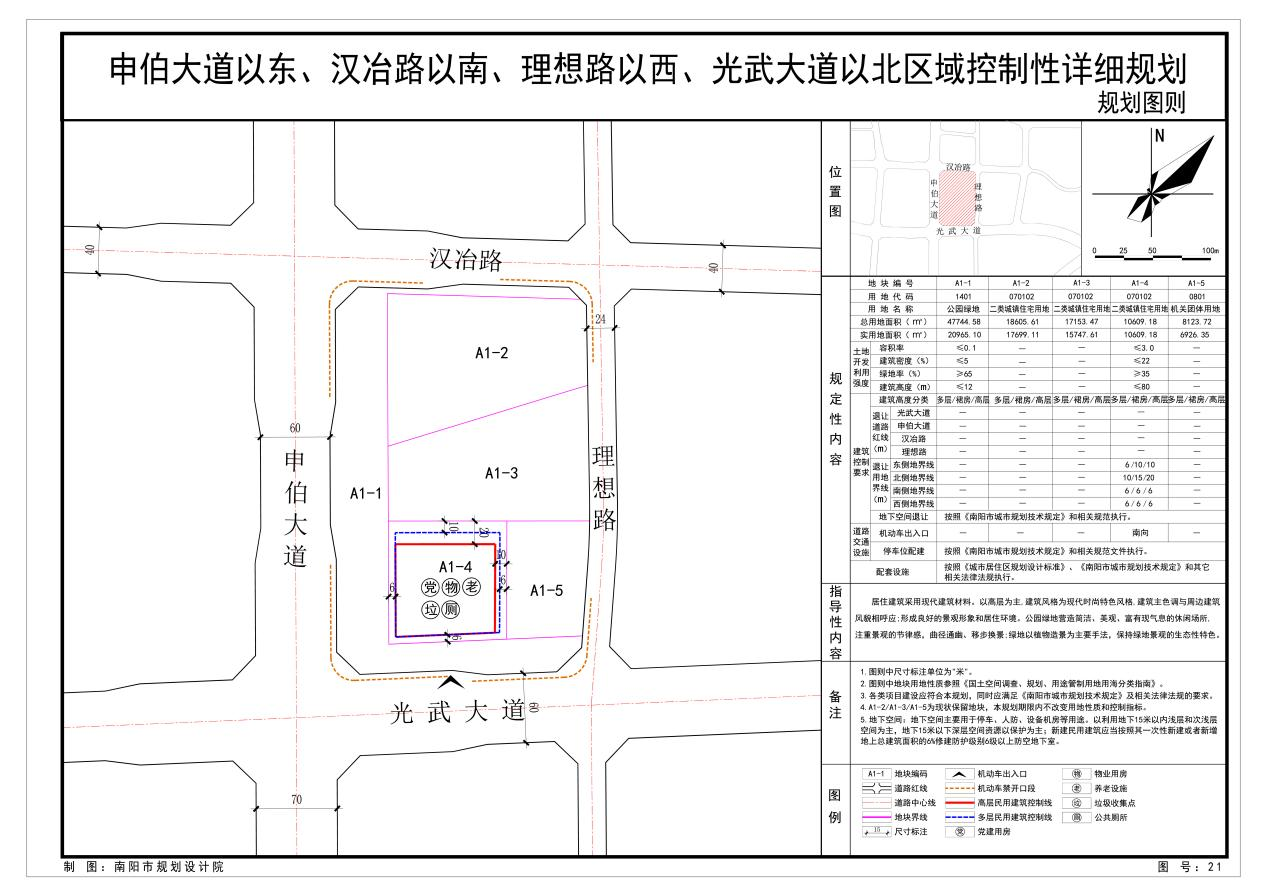 申伯大道以东、汉冶路以南、理想路以西、光武大道以北区域控制性详细规划
规划图则
汉冶路
40
40
24
A1-2
60
申伯大道
A1-3
理想路
A1-1
10
20
10
A1-4
党 物 老
6
6
A1-5
垃 厕
6
光武大道
60
70
位置图
汉冶路
申伯大道
理想路
光武大道
N
0 25 50 100m
规定性内容
地块编号 A1-1 A1-2 A1-3 A1-4 A1-5
用地代码 1401 070102 070102 070102 0801
用地名称 公园绿地 二类城镇住宅用地 二类城镇住宅用地 二类城镇住宅用地 机关团体用地
总用地面积（㎡） 47744.58 18605.61 17153.47 10609.18 8123.72
实用地面积（㎡） 20965.10 17699.11 15747.61 10609.18 6926.35
土地开发利用强度
容积率 ≤0.1 — — ≤3.0 —
建筑密度（%） ≤5 — — ≤22 —
绿地率（%） ≥65 — — ≥35 —
建筑高度（m） ≤12 — — ≤80 —
建筑控制要求
建筑高度分类 多层/裙房/高层 多层/裙房/高层 多层/裙房/高层 多层/裙房/高层 多层/裙房/高层
退让道路红线（m）
光武大道 — — — — —
申伯大道 — — — — —
汉冶路 — — — — —
理想路 — — — — —
退让用地界线（m）
东侧地界线 — — — 6/10/10 —
北侧地界线 — — — 10/15/20 —
南侧地界线 — — — 6/6/6 —
西侧地界线 — — — 6/6/6 —
地下空间退让 按照《南阳市城市规划技术规定》和相关规范执行。
道路交通设施
机动车出入口 — — — 南向 —
停车位配建 按照《南阳市城市规划技术规定》和相关规范文件执行。
配套设施 按照《城市居住区规划设计标准》、《南阳市城市规划技术规定》和其它
相关法律法规执行。
指导性内容
居住建筑采用现代建筑材料，以高层为主，建筑风格为现代时尚特色风格，建筑主色调与周边建筑
风貌相呼应；形成良好的景观形象和居住环境。公园绿地营造简洁、美观、富有现气息的休闲场所，
注重景观的节律感，曲径通幽、移步换景；绿地以植物造景为主要手法，保持绿地景观的生态性特色。
备注
1. 图则中尺寸标注单位为"米"。
2. 图则中地块用地性质参照《国土空间调查、规划、用途管制用地用海分类指南》。
3. 各类项目建设应符合本规划，同时应满足《南阳市城市规划技术规定》及相关法律法规的要求。
4. A1-2/A1-3/A1-5为现状保留地块，本规划期限内不改变用地性质和控制指标。
5. 地下空间：地下空间主要用于停车、人防、设备机房等用途。以利用地下15米以内浅层和次浅层
空间为主，地下15米以下深层空间资源以保护为主；新建民用建筑应当按照其一次性新建或者新增
地上总建筑面积的6%修建防护级别6级以上防空地下室。
图例
A1-1 地块编码 机动车出入口 物 物业用房
道路红线 机动车禁开口段 老 养老设施
道路中心线 高层民用建筑控制线 垃 垃圾收集点
地块界线 多层民用建筑控制线 厕 公共厕所
15 尺寸标注 党 党建用房
制 图：南阳市规划设计院
图 号：21